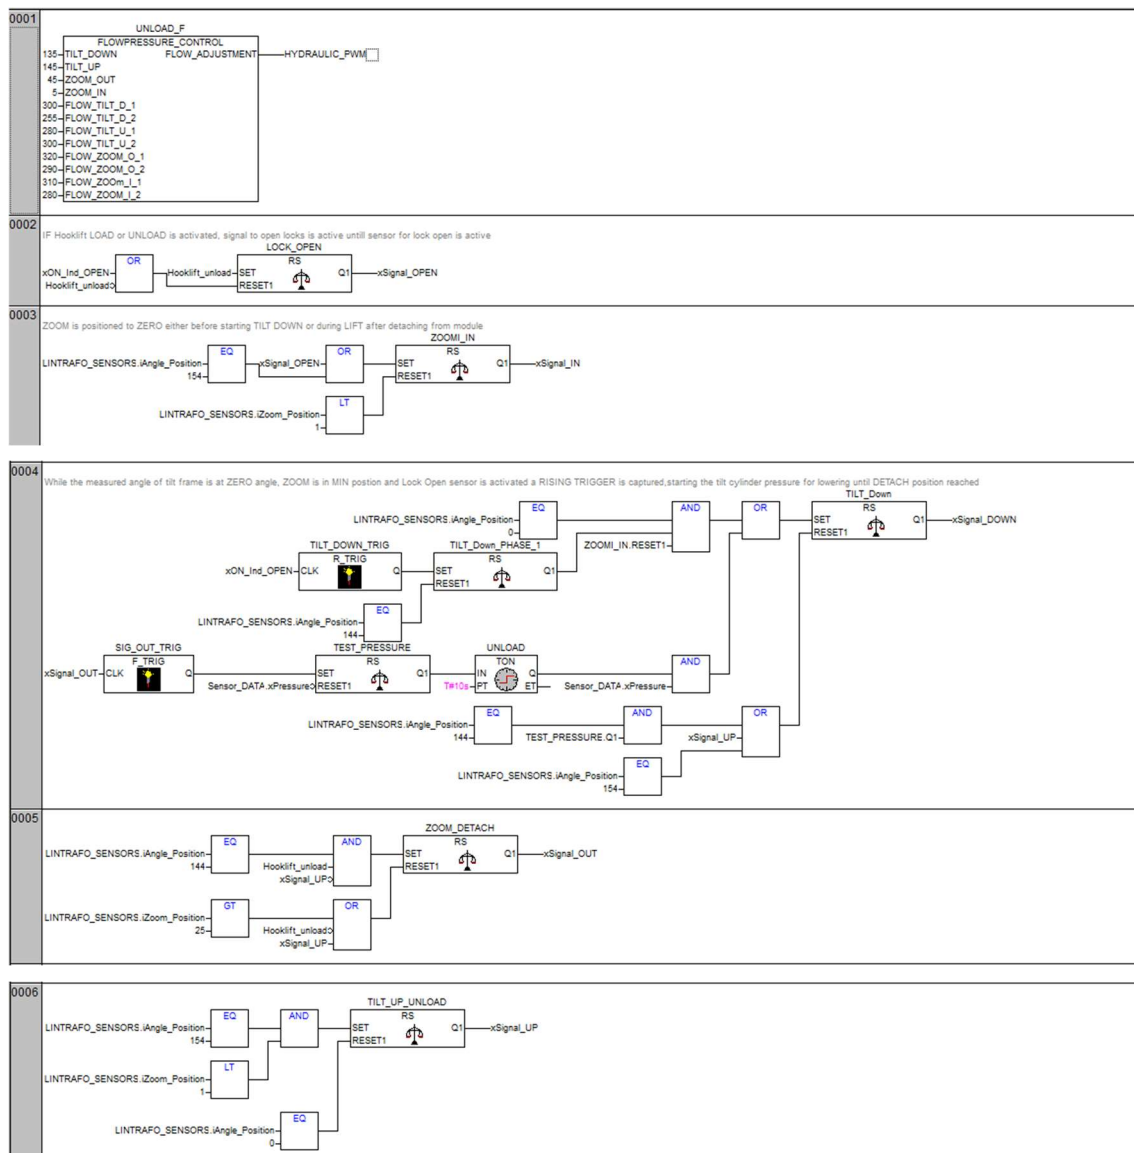 0001
UNLOAD_F
FLOWPRESSURE_CONTROL
135 TILT_DOWN FLOW_ADJUSTMENT HYDRAULIC_PWM
145 TILT_UP
45 ZOOM_OUT
5 ZOOM_IN
300 FLOW_TILT_D_1
255 FLOW_TILT_D_2
280 FLOW_TILT_U_1
300 FLOW_TILT_U_2
320 FLOW_ZOOM_O_1
290 FLOW_ZOOM_O_2
310 FLOW_ZOOm_I_1
280 FLOW_ZOOM_I_2
0002
IF Hooklift LOAD or UNLOAD is activated, signal to open locks is active untill sensor for lock open is active
LOCK_OPEN
OR RS
xON_Ind_OPEN Hooklift_unload SET Q1 xSignal_OPEN
Hooklift_unload RESET1
0003
ZOOM is positioned to ZERO either before starting TILT DOWN or during LIFT after detaching from module
ZOOMI_IN
EQ OR RS
LINTRAFO_SENSORS.iAngle_Position xSignal_OPEN SET Q1 xSignal_IN
154 RESET1
LT
LINTRAFO_SENSORS.iZoom_Position
1
0004
While the measured angle of tilt frame is at ZERO angle, ZOOM is in MIN postion and Lock Open sensor is activated a RISING TRIGGER is captured,starting the tilt cylinder pressure for lowering until DETACH position reached
TILT_Down
EQ AND OR RS
LINTRAFO_SENSORS.iAngle_Position SET Q1 xSignal_DOWN
0 RESET1
ZOOMI_IN.RESET1
TILT_DOWN_TRIG TILT_Down_PHASE_1
R_TRIG RS
xON_Ind_OPEN CLK Q SET Q1
RESET1
EQ
LINTRAFO_SENSORS.iAngle_Position
144
SIG_OUT_TRIG TEST_PRESSURE UNLOAD
F_TRIG RS TON AND
xSignal_OUT CLK Q SET Q1 IN Q
Sensor_DATA.xPressure RESET1 T#10s PT ET Sensor_DATA.xPressure
EQ AND OR
LINTRAFO_SENSORS.iAngle_Position
144 TEST_PRESSURE.Q1 xSignal_UP
EQ
LINTRAFO_SENSORS.iAngle_Position
154
0005
ZOOM_DETACH
EQ AND RS
LINTRAFO_SENSORS.iAngle_Position SET Q1 xSignal_OUT
144 Hooklift_unload RESET1
xSignal_UP
GT OR
LINTRAFO_SENSORS.iZoom_Position
25 Hooklift_unload
xSignal_UP
0006
TILT_UP_UNLOAD
EQ AND RS
LINTRAFO_SENSORS.iAngle_Position SET Q1 xSignal_UP
154 RESET1
LT
LINTRAFO_SENSORS.iZoom_Position
1
EQ
LINTRAFO_SENSORS.iAngle_Position
0